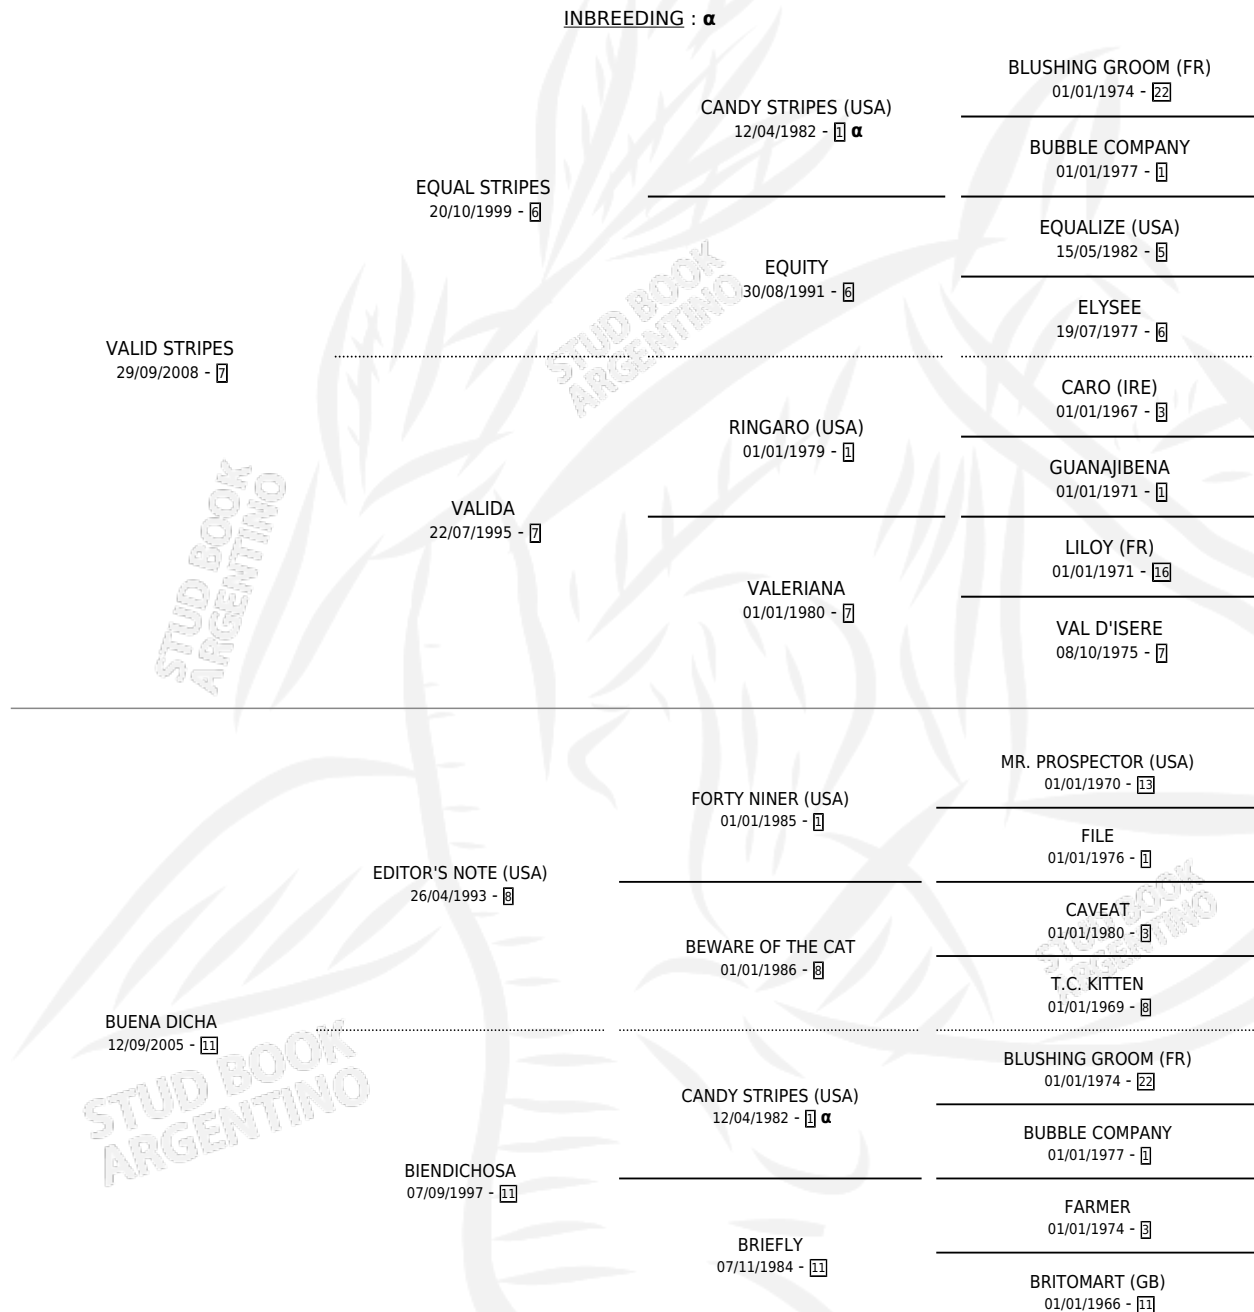 INBREEDING : α
BLUSHING GROOM (FR)
01/01/1974 - 22
CANDY STRIPES (USA)
12/04/1982 - 1 α
BUBBLE COMPANY
01/01/1977 - 1
EQUAL STRIPES
20/10/1999 - 6
EQUALIZE (USA)
15/05/1982 - 5
EQUITY
30/08/1991 - 6
ELYSEE
19/07/1977 - 6
VALID STRIPES
29/09/2008 - 7
CARO (IRE)
01/01/1967 - 3
RINGARO (USA)
01/01/1979 - 1
GUANAJIBENA
01/01/1971 - 1
VALIDA
22/07/1995 - 7
LILOY (FR)
01/01/1971 - 16
VALERIANA
01/01/1980 - 7
VAL D'ISERE
08/10/1975 - 7
MR. PROSPECTOR (USA)
01/01/1970 - 13
FORTY NINER (USA)
01/01/1985 - 1
FILE
01/01/1976 - 1
EDITOR'S NOTE (USA)
26/04/1993 - 8
CAVEAT
01/01/1980 - 3
BEWARE OF THE CAT
01/01/1986 - 8
T.C. KITTEN
01/01/1969 - 8
BUENA DICHA
12/09/2005 - 11
BLUSHING GROOM (FR)
01/01/1974 - 22
CANDY STRIPES (USA)
12/04/1982 - 1 α
BUBBLE COMPANY
01/01/1977 - 1
BIENDICHOSA
07/09/1997 - 11
FARMER
01/01/1974 - 3
BRIEFLY
07/11/1984 - 11
BRITOMART (GB)
01/01/1966 - 11
STUD BOOK
ARGENTINO
STUD BOOK
ARGENTINO
STUD BOOK
ARGENTINO
STUD BOOK
ARGENTINO